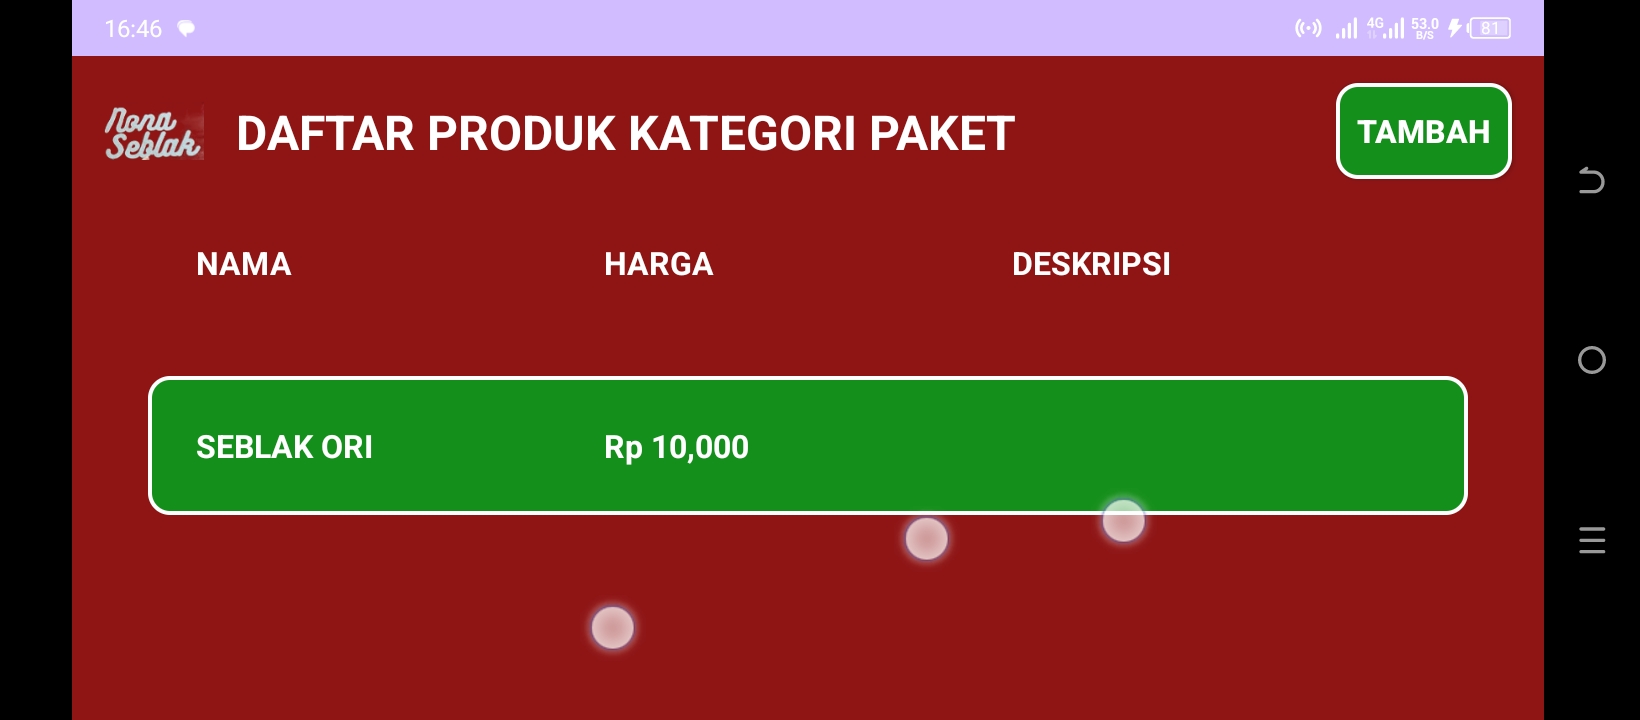 16:46
4G
53.0
B/S
81
Nona
Seblak
DAFTAR PRODUK KATEGORI PAKET
TAMBAH
NAMA HARGA DESKRIPSI
SEBLAK ORI Rp 10,000